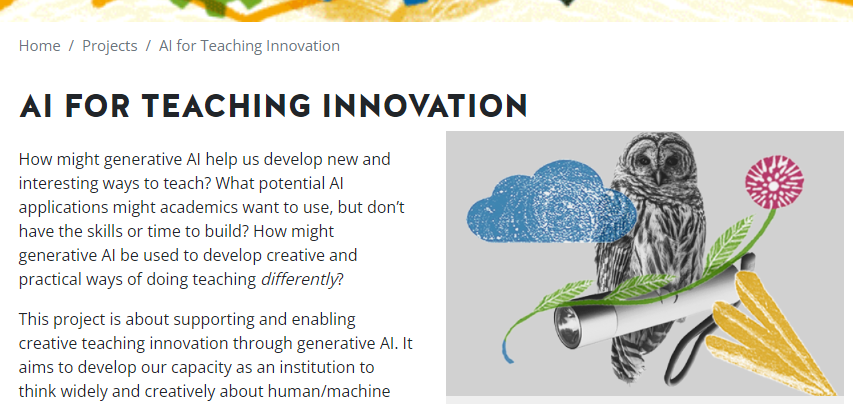 Home / Projects / AI for Teaching Innovation
AI FOR TEACHING INNOVATION
How might generative AI help us develop new and
interesting ways to teach? What potential AI
applications might academics want to use, but don’t
have the skills or time to build? How might
generative AI be used to develop creative and
practical ways of doing teaching differently?
This project is about supporting and enabling
creative teaching innovation through generative AI. It
aims to develop our capacity as an institution to
think widely and creatively about human/machine